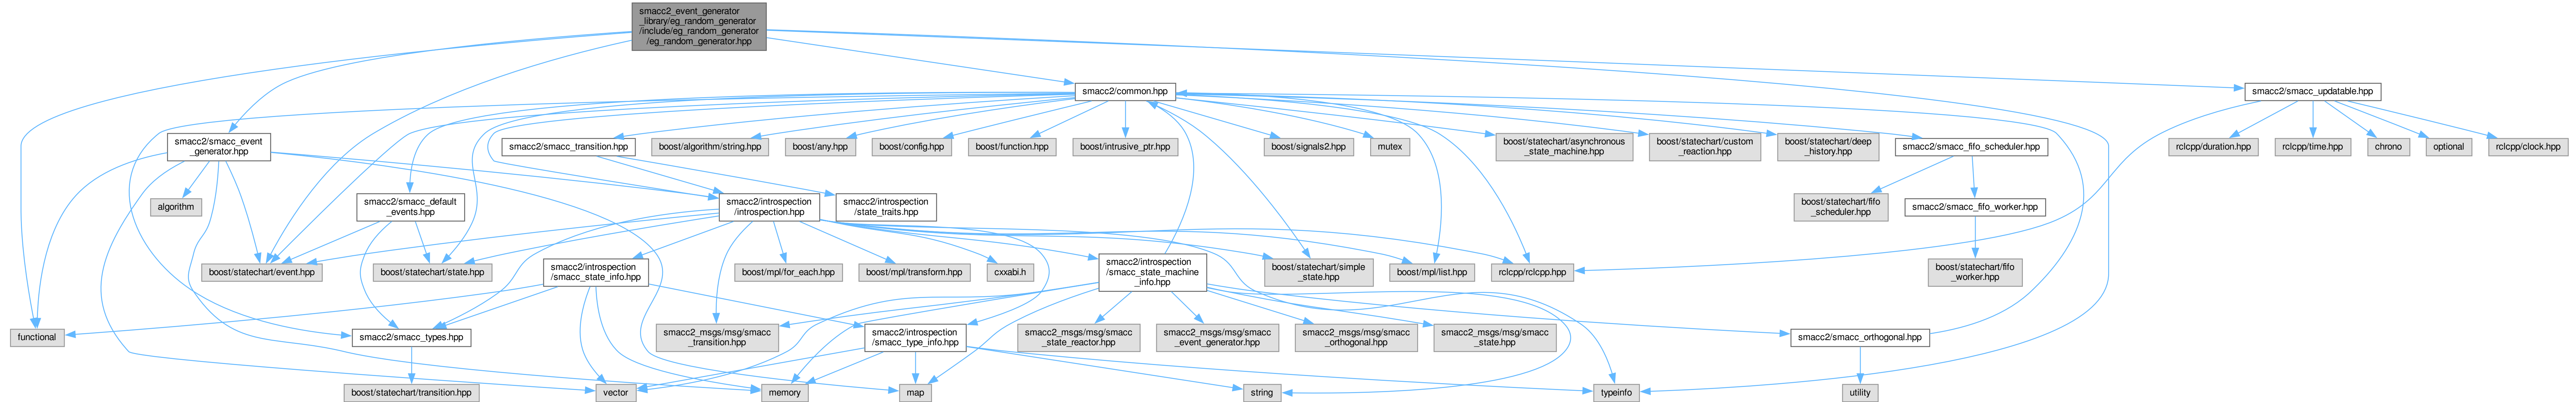 smacc2_event_generator
_library/eg_random_generator
/include/eg_random_generator
/eg_random_generator.hpp
smacc2/common.hpp
smacc2/smacc_updatable.hpp
smacc2/smacc_event
_generator.hpp
smacc2/smacc_transition.hpp
boost/algorithm/string.hpp
boost/any.hpp
boost/config.hpp
boost/function.hpp
boost/intrusive_ptr.hpp
boost/signals2.hpp
mutex
boost/statechart/asynchronous
_state_machine.hpp
boost/statechart/custom
_reaction.hpp
boost/statechart/deep
_history.hpp
smacc2/smacc_fifo_scheduler.hpp
rclcpp/duration.hpp
rclcpp/time.hpp
chrono
optional
rclcpp/clock.hpp
algorithm
smacc2/smacc_default
_events.hpp
smacc2/introspection
/introspection.hpp
smacc2/introspection
/state_traits.hpp
boost/statechart/fifo
_scheduler.hpp
smacc2/smacc_fifo_worker.hpp
boost/statechart/event.hpp
boost/statechart/state.hpp
smacc2/introspection
/smacc_state_info.hpp
boost/mpl/for_each.hpp
boost/mpl/transform.hpp
cxxabi.h
smacc2/introspection
/smacc_state_machine
_info.hpp
boost/statechart/simple
_state.hpp
boost/mpl/list.hpp
rclcpp/rclcpp.hpp
boost/statechart/fifo
_worker.hpp
functional
smacc2/smacc_types.hpp
smacc2_msgs/msg/smacc
_transition.hpp
smacc2/introspection
/smacc_type_info.hpp
smacc2_msgs/msg/smacc
_state_reactor.hpp
smacc2_msgs/msg/smacc
_event_generator.hpp
smacc2_msgs/msg/smacc
_orthogonal.hpp
smacc2_msgs/msg/smacc
_state.hpp
smacc2/smacc_orthogonal.hpp
boost/statechart/transition.hpp
vector
memory
map
string
typeinfo
utility